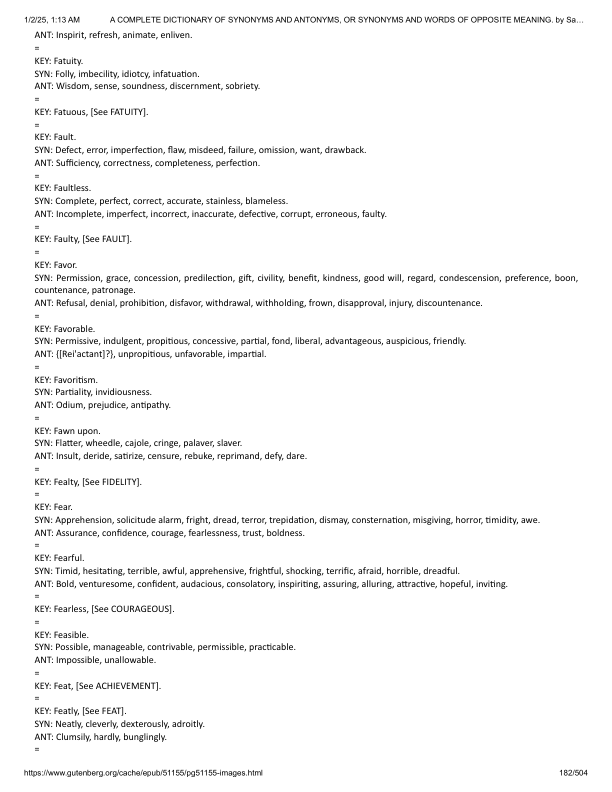 1/2/25, 1:13 AM A COMPLETE DICTIONARY OF SYNONYMS AND ANTONYMS, OR SYNONYMS AND WORDS OF OPPOSITE MEANING. by Sa…
ANT: Inspirit, refresh, animate, enliven.
=
KEY: Fatuity.
SYN: Folly, imbecility, idiotcy, infatuation.
ANT: Wisdom, sense, soundness, discernment, sobriety.
=
KEY: Fatuous, [See FATUITY].
=
KEY: Fault.
SYN: Defect, error, imperfection, flaw, misdeed, failure, omission, want, drawback.
ANT: Sufficiency, correctness, completeness, perfection.
=
KEY: Faultless.
SYN: Complete, perfect, correct, accurate, stainless, blameless.
ANT: Incomplete, imperfect, incorrect, inaccurate, defective, corrupt, erroneous, faulty.
=
KEY: Faulty, [See FAULT].
=
KEY: Favor.
SYN: Permission, grace, concession, predilection, gift, civility, benefit, kindness, good will, regard, condescension, preference, boon,
countenance, patronage.
ANT: Refusal, denial, prohibition, disfavor, withdrawal, withholding, frown, disapproval, injury, discountenance.
=
KEY: Favorable.
SYN: Permissive, indulgent, propitious, concessive, partial, fond, liberal, advantageous, auspicious, friendly.
ANT: {[Rei'actant]?}, unpropitious, unfavorable, impartial.
=
KEY: Favoritism.
SYN: Partiality, invidiousness.
ANT: Odium, prejudice, antipathy.
=
KEY: Fawn upon.
SYN: Flatter, wheedle, cajole, cringe, palaver, slaver.
ANT: Insult, deride, satirize, censure, rebuke, reprimand, defy, dare.
=
KEY: Fealty, [See FIDELITY].
=
KEY: Fear.
SYN: Apprehension, solicitude alarm, fright, dread, terror, trepidation, dismay, consternation, misgiving, horror, timidity, awe.
ANT: Assurance, confidence, courage, fearlessness, trust, boldness.
=
KEY: Fearful.
SYN: Timid, hesitating, terrible, awful, apprehensive, frightful, shocking, terrific, afraid, horrible, dreadful.
ANT: Bold, venturesome, confident, audacious, consolatory, inspiriting, assuring, alluring, attractive, hopeful, inviting.
=
KEY: Fearless, [See COURAGEOUS].
=
KEY: Feasible.
SYN: Possible, manageable, contrivable, permissible, practicable.
ANT: Impossible, unallowable.
=
KEY: Feat, [See ACHIEVEMENT].
=
KEY: Featly, [See FEAT].
SYN: Neatly, cleverly, dexterously, adroitly.
ANT: Clumsily, hardly, bunglingly.
=
https://www.gutenberg.org/cache/epub/51155/pg51155-images.html 182/504